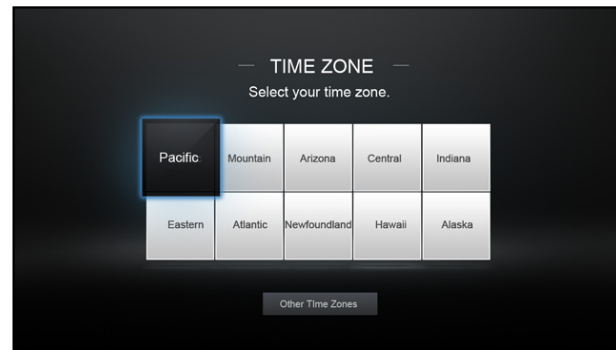 TIME ZONE
Select your time zone.
Pacific Mountain Arizona Central Indiana
Eastern Atlantic Newfoundland Hawaii Alaska
Other TIme Zones